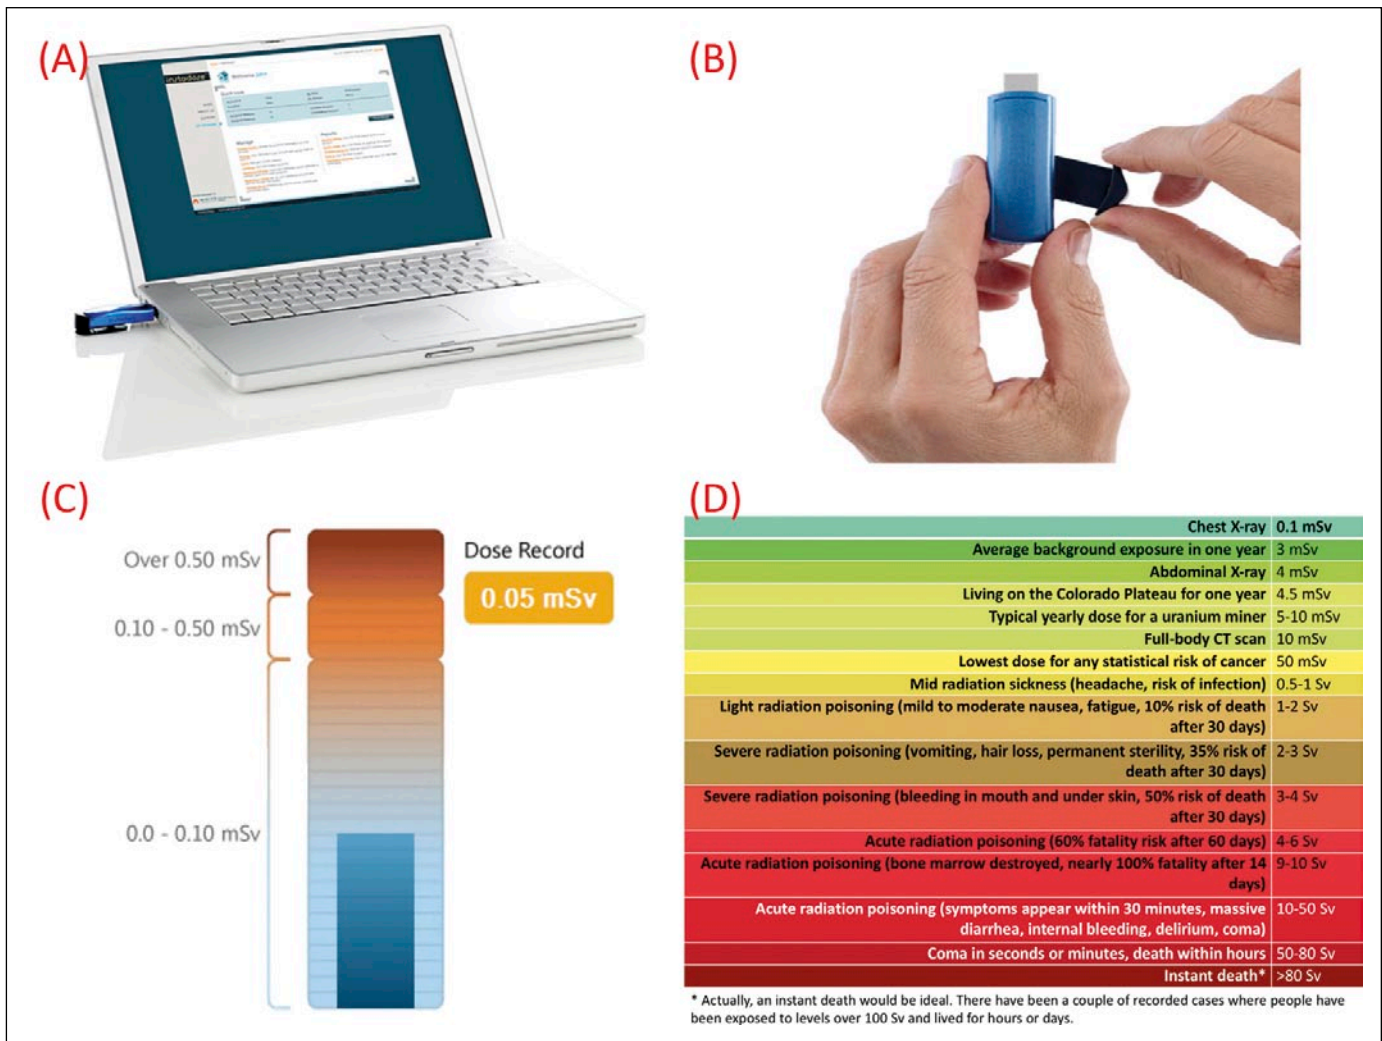 (A)
instadose
(B)
(C)
Over 0.50 mSv
0.10 - 0.50 mSv
0.0 - 0.10 mSv
Dose Record
0.05 mSv
(D)
Chest X-ray 0.1 mSv
Average background exposure in one year 3 mSv
Abdominal X-ray 4 mSv
Living on the Colorado Plateau for one year 4.5 mSv
Typical yearly dose for a uranium miner 5-10 mSv
Full-body CT scan 10 mSv
Lowest dose for any statistical risk of cancer 50 mSv
Mid radiation sickness (headache, risk of infection) 0.5-1 Sv
Light radiation poisoning (mild to moderate nausea, fatigue, 10% risk of death 1-2 Sv
after 30 days)
Severe radiation poisoning (vomiting, hair loss, permanent sterility, 35% risk of 2-3 Sv
death after 30 days)
Severe radiation poisoning (bleeding in mouth and under skin, 50% risk of death 3-4 Sv
after 30 days)
Acute radiation poisoning (60% fatality risk after 60 days) 4-6 Sv
Acute radiation poisoning (bone marrow destroyed, nearly 100% fatality after 14 9-10 Sv
days)
Acute radiation poisoning (symptoms appear within 30 minutes, massive 10-50 Sv
diarrhea, internal bleeding, delirium, coma)
Coma in seconds or minutes, death within hours 50-80 Sv
Instant death* >80 Sv
* Actually, an instant death would be ideal. There have been a couple of recorded cases where people have
been exposed to levels over 100 Sv and lived for hours or days.